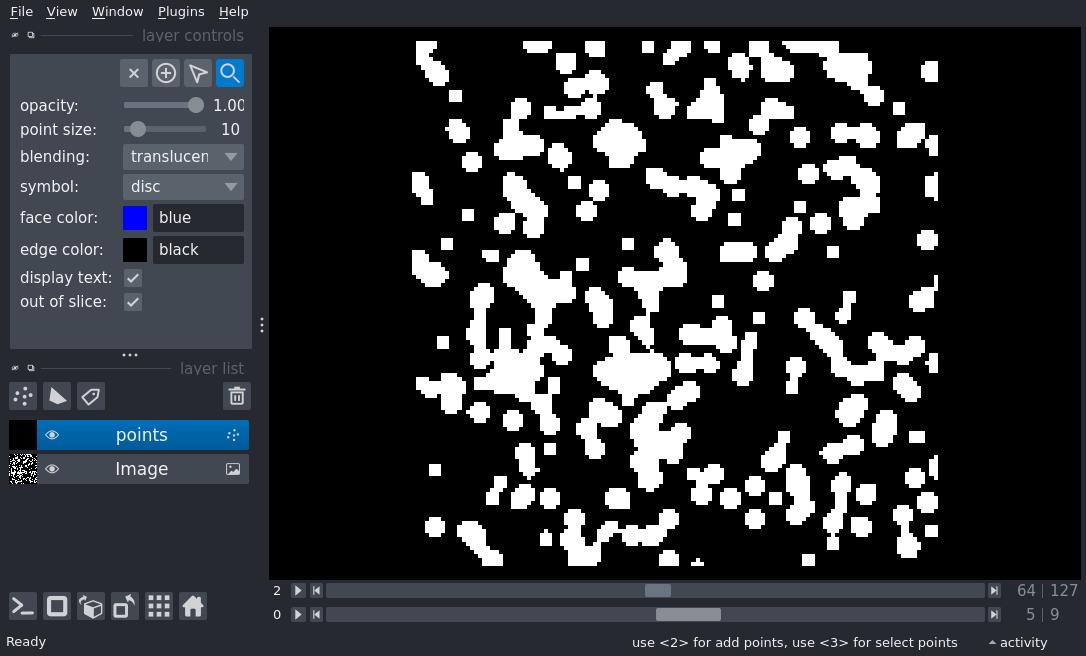 File View Window Plugins Help
layer controls
opacity: 1.00
point size: 10
blending: translucen
symbol: disc
face color: blue
edge color: black
display text:
out of slice:
layer list
points
Image
2 64 | 127
0 5 | 9
Ready use <2> for add points, use <3> for select points activity